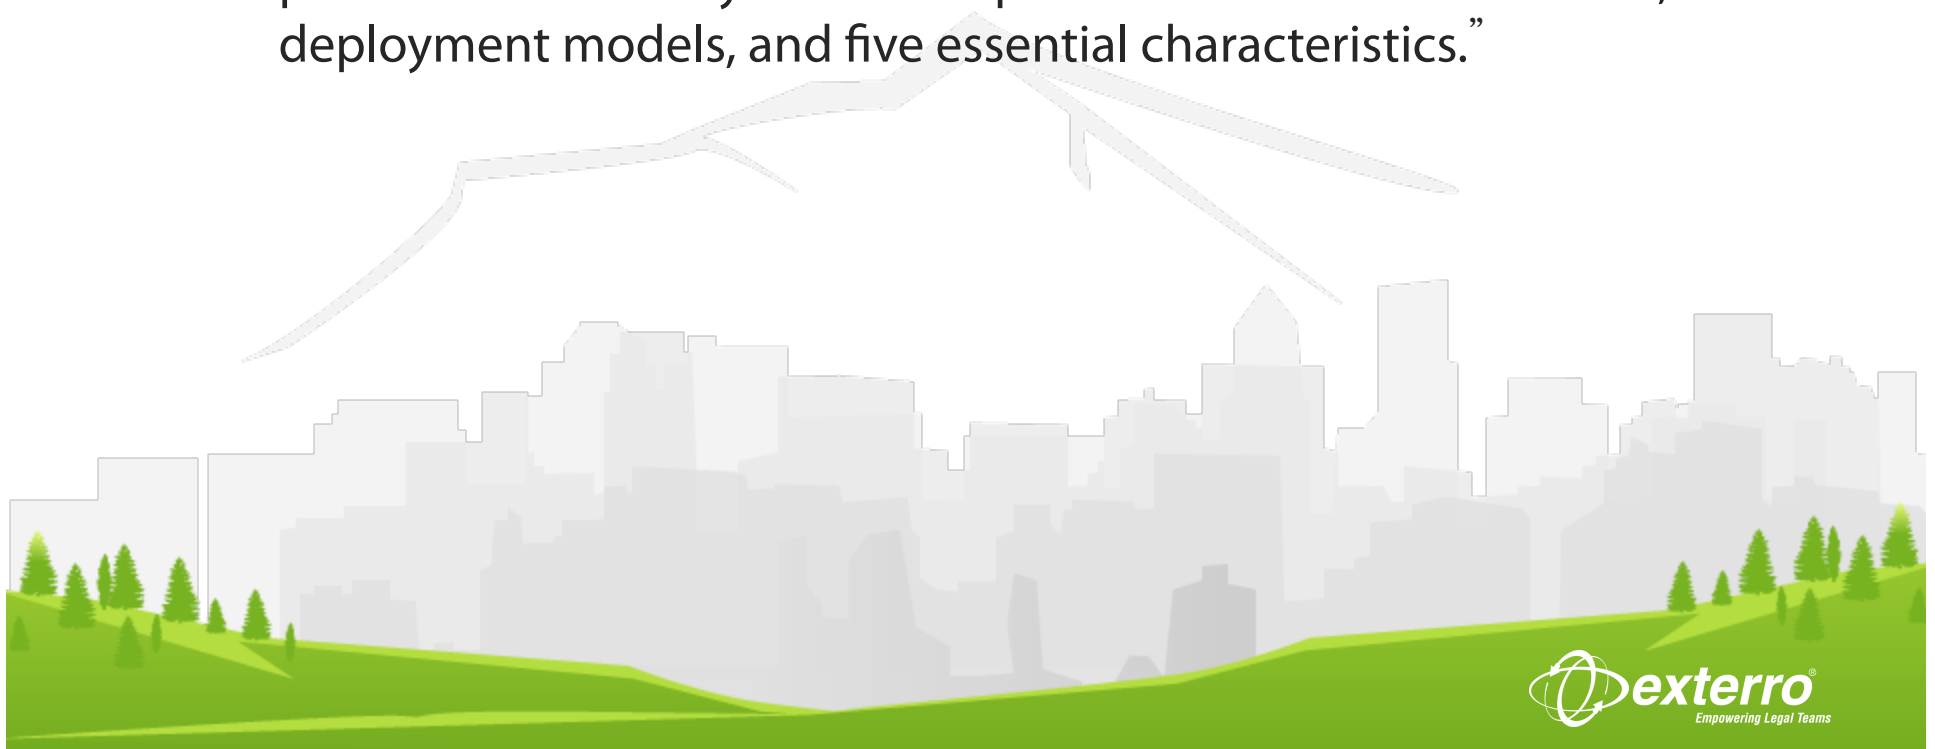 deployment models, and five essential characteristics.”
exterro®
Empowering Legal Teams